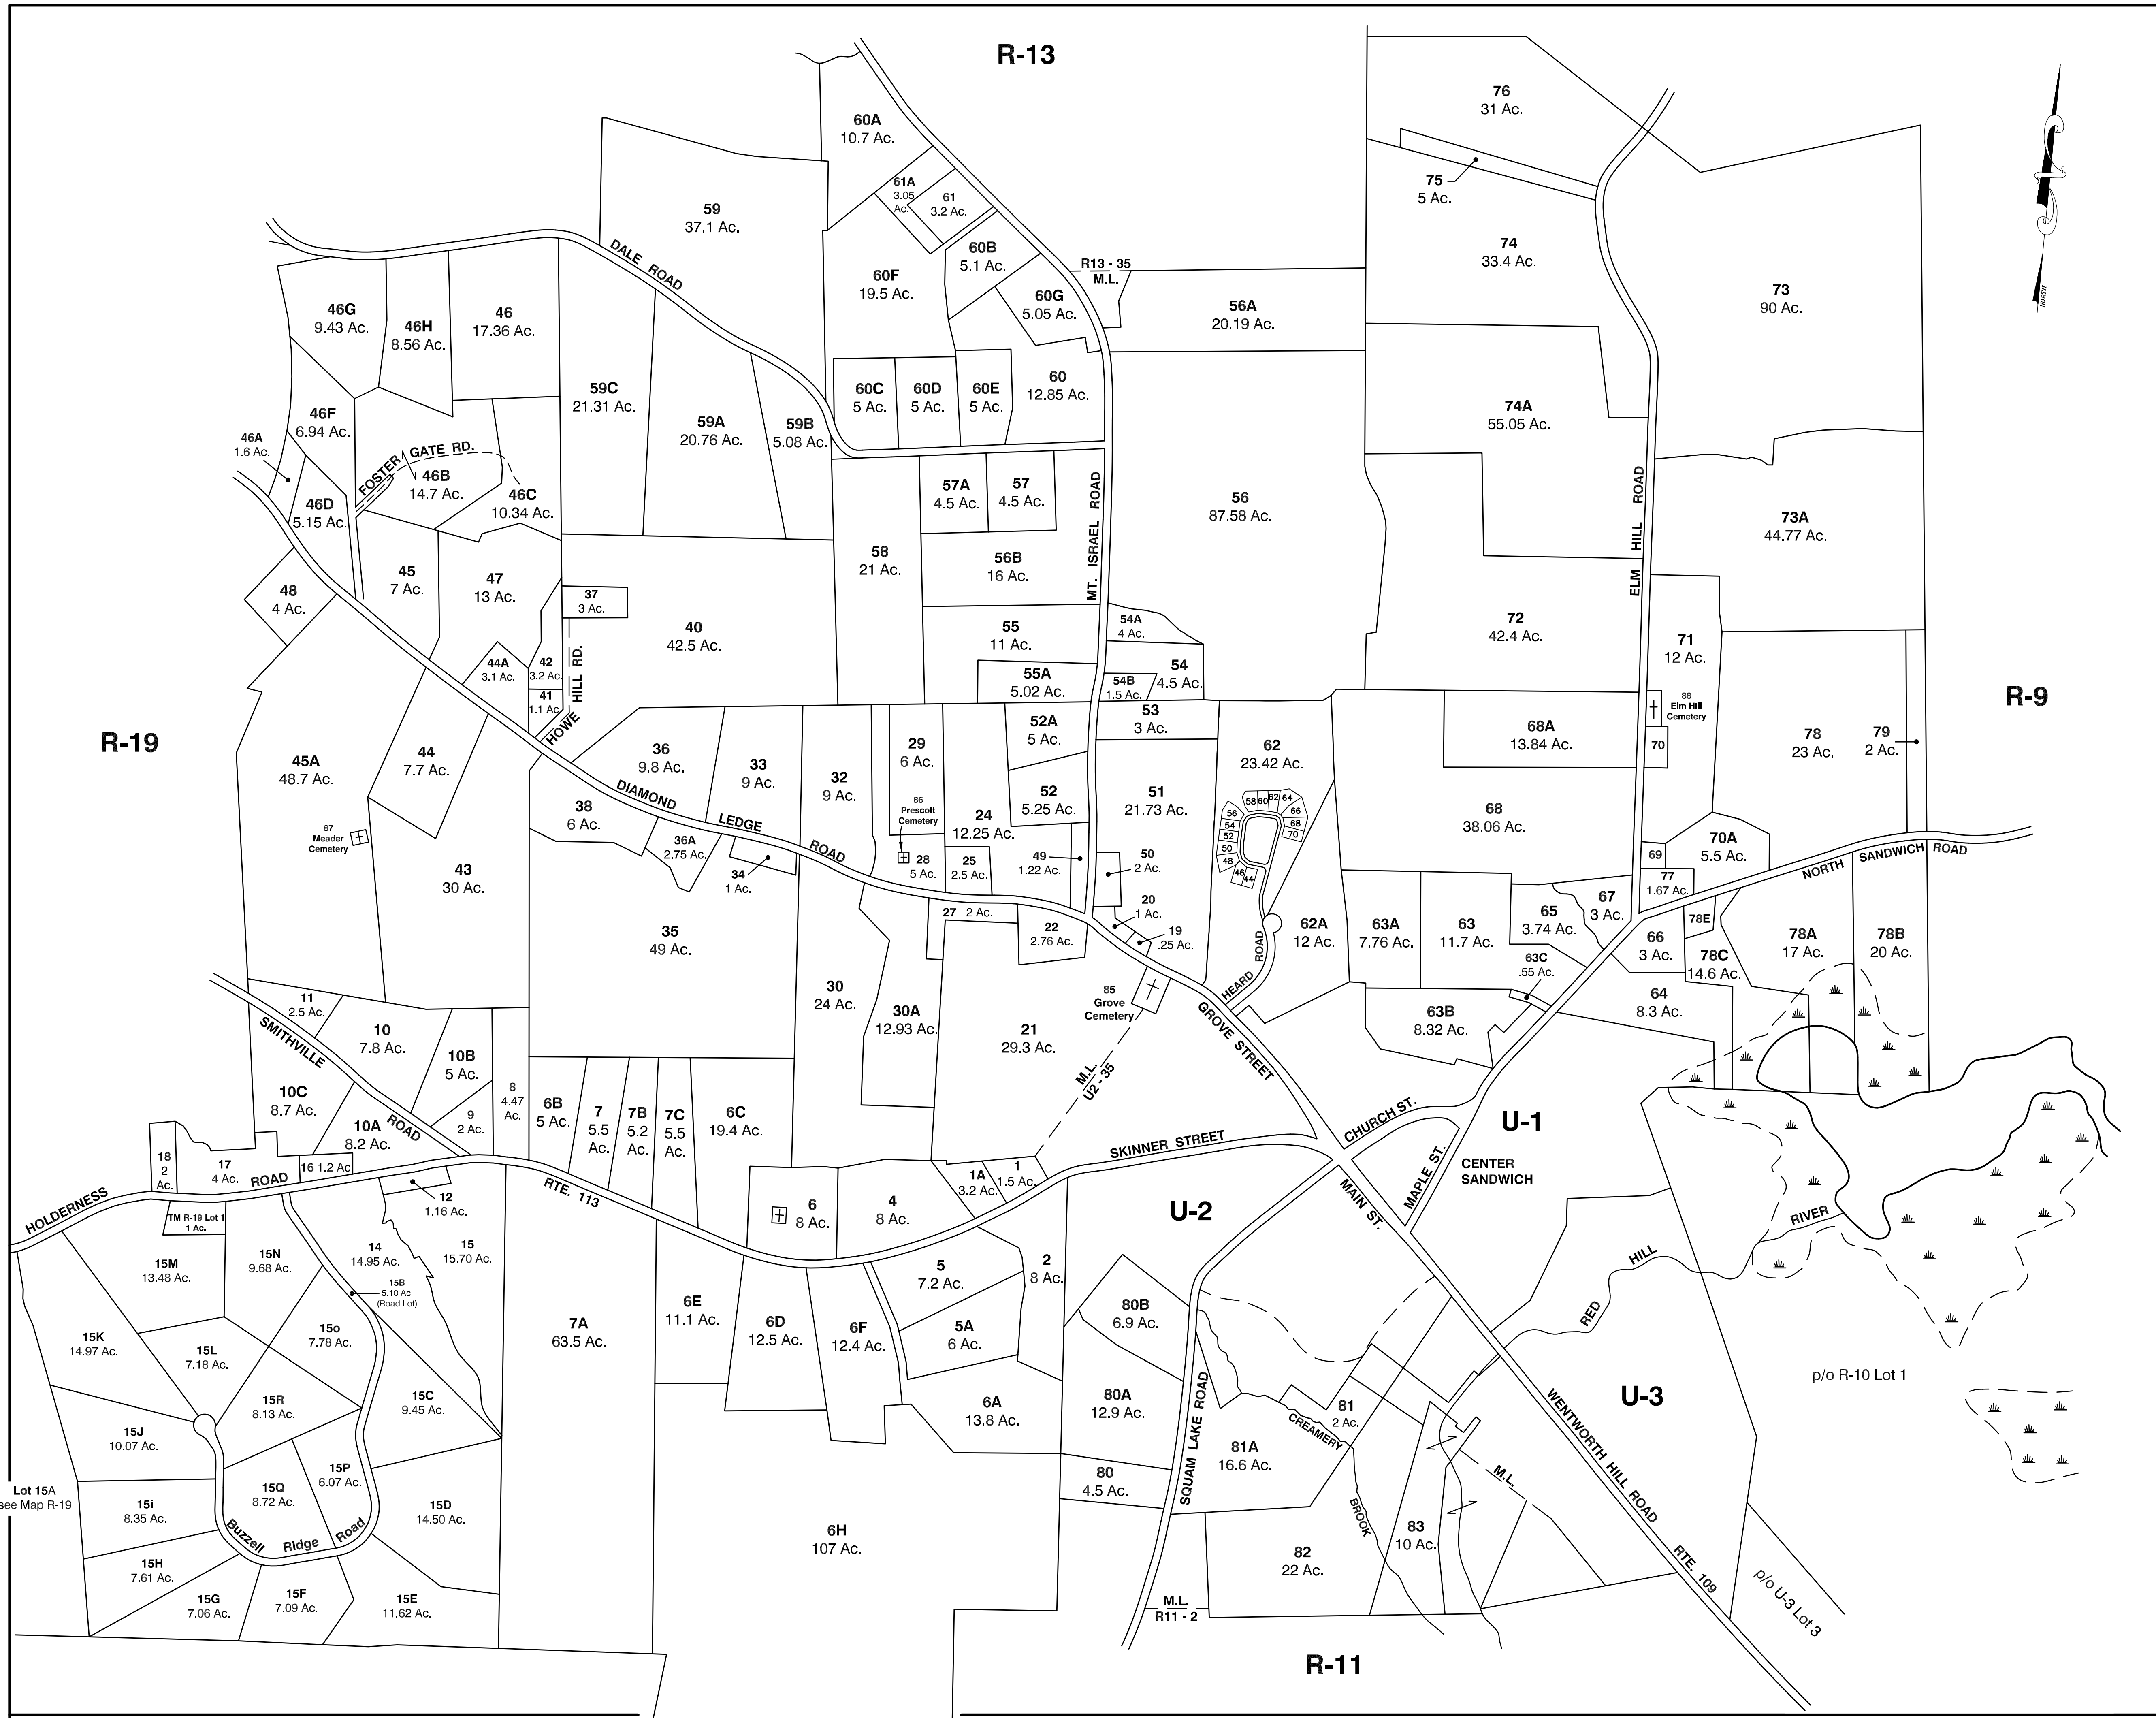 R-13
76
31 Ac.
60A
10.7 Ac.
75
5 Ac.
61A
3.05
Ac.
61
3.2 Ac.
59
37.1 Ac.
DALE ROAD
60B
5.1 Ac.
60F
19.5 Ac.
R13 - 35
M.L.
60G
5.05 Ac.
56A
20.19 Ac.
74
33.4 Ac.
73
90 Ac.
NORTH
46G
9.43 Ac.
46H
8.56 Ac.
46
17.36 Ac.
59C
21.31 Ac.
59A
20.76 Ac.
59B
5.08 Ac.
60C
5 Ac.
60D
5 Ac.
60E
5 Ac.
60
12.85 Ac.
74A
55.05 Ac.
46F
6.94 Ac.
46A
1.6 Ac.
FOSTER GATE RD.
46B
14.7 Ac.
46C
10.34 Ac.
46D
5.15 Ac.
57A
4.5 Ac.
57
4.5 Ac.
MT. ISRAEL ROAD
56
87.58 Ac.
ELM HILL ROAD
73A
44.77 Ac.
58
21 Ac.
56B
16 Ac.
48
4 Ac.
45
7 Ac.
47
13 Ac.
37
3 Ac.
40
42.5 Ac.
55
11 Ac.
54A
4 Ac.
72
42.4 Ac.
71
12 Ac.
44A
3.1 Ac.
42
3.2 Ac.
41
1.1 Ac.
HOWE HILL RD.
55A
5.02 Ac.
54B
1.5 Ac.
54
4.5 Ac.
88
Elm Hill
Cemetery
R-9
R-19
45A
48.7 Ac.
44
7.7 Ac.
36
9.8 Ac.
33
9 Ac.
32
9 Ac.
29
6 Ac.
52A
5 Ac.
53
3 Ac.
62
23.42 Ac.
68A
13.84 Ac.
70
78
23 Ac.
79
2 Ac.
38
6 Ac.
DIAMOND LEDGE ROAD
86
Prescott
Cemetery
24
12.25 Ac.
52
5.25 Ac.
51
21.73 Ac.
58
60
62
64
66
68
70
56
54
52
50
48
46
44
68
38.06 Ac.
70A
5.5 Ac.
69
87
Meader
Cemetery
43
30 Ac.
36A
2.75 Ac.
34
1 Ac.
28
5 Ac.
25
2.5 Ac.
49
1.22 Ac.
50
2 Ac.
77
1.67 Ac.
NORTH SANDWICH ROAD
35
49 Ac.
27 2 Ac.
22
2.76 Ac.
20
1 Ac.
19
.25 Ac.
HEARD ROAD
62A
12 Ac.
63A
7.76 Ac.
63
11.7 Ac.
65
3.74 Ac.
67
3 Ac.
66
3 Ac.
78E
78C
14.6 Ac.
78A
17 Ac.
78B
20 Ac.
63C
.55 Ac.
64
8.3 Ac.
63B
8.32 Ac.
30
24 Ac.
30A
12.93 Ac.
21
29.3 Ac.
85
Grove
Cemetery
GROVE STREET
M.L.
U2 - 35
11
2.5 Ac.
SMITHVILLE ROAD
10
7.8 Ac.
10B
5 Ac.
10C
8.7 Ac.
10A
8.2 Ac.
9
2 Ac.
8
4.47
Ac.
6B
5 Ac.
7
5.5
Ac.
7B
5.2
Ac.
7C
5.5
Ac.
6C
19.4 Ac.
CHURCH ST.
U-1
CENTER
SANDWICH
MAPLE ST.
MAIN ST.
SKINNER STREET
18
2
Ac.
17
4 Ac.
16 1.2 Ac.
HOLDERNESS ROAD
RTE. 113
12
1.16 Ac.
1A
3.2 Ac.
1
1.5 Ac.
TM R-19 Lot 1
1 Ac.
6
8 Ac.
4
8 Ac.
U-2
15M
13.48 Ac.
15N
9.68 Ac.
14
14.95 Ac.
15
15.70 Ac.
15B
5.10 Ac.
(Road Lot)
5
7.2 Ac.
2
8 Ac.
RED HILL RIVER
15K
14.97 Ac.
15L
7.18 Ac.
15o
7.78 Ac.
7A
63.5 Ac.
6E
11.1 Ac.
6D
12.5 Ac.
6F
12.4 Ac.
5A
6 Ac.
80B
6.9 Ac.
15R
8.13 Ac.
15C
9.45 Ac.
6A
13.8 Ac.
80A
12.9 Ac.
SQUAM LAKE ROAD
CREAMERY BROOK
81
2 Ac.
U-3
p/o R-10 Lot 1
WENTWORTH HILL ROAD
RTE. 109
15J
10.07 Ac.
15P
6.07 Ac.
15Q
8.72 Ac.
81A
16.6 Ac.
M.L.
Lot 15A
see Map R-19
15i
8.35 Ac.
15D
14.50 Ac.
80
4.5 Ac.
Buzzell Ridge Road
6H
107 Ac.
83
10 Ac.
82
22 Ac.
15H
7.61 Ac.
15G
7.06 Ac.
15F
7.09 Ac.
15E
11.62 Ac.
M.L.
R11 - 2
p/o U-3 Lot 3
R-11